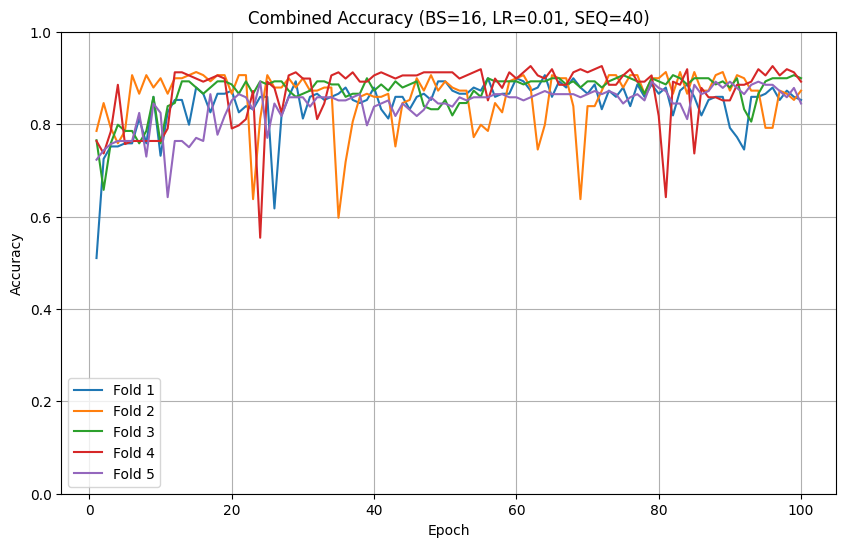 Combined Accuracy (BS=16, LR=0.01, SEQ=40)
Accuracy
1.0
0.8
0.6
0.4
0.2
0.0
Fold 1
Fold 2
Fold 3
Fold 4
Fold 5
0 20 40 60 80 100
Epoch